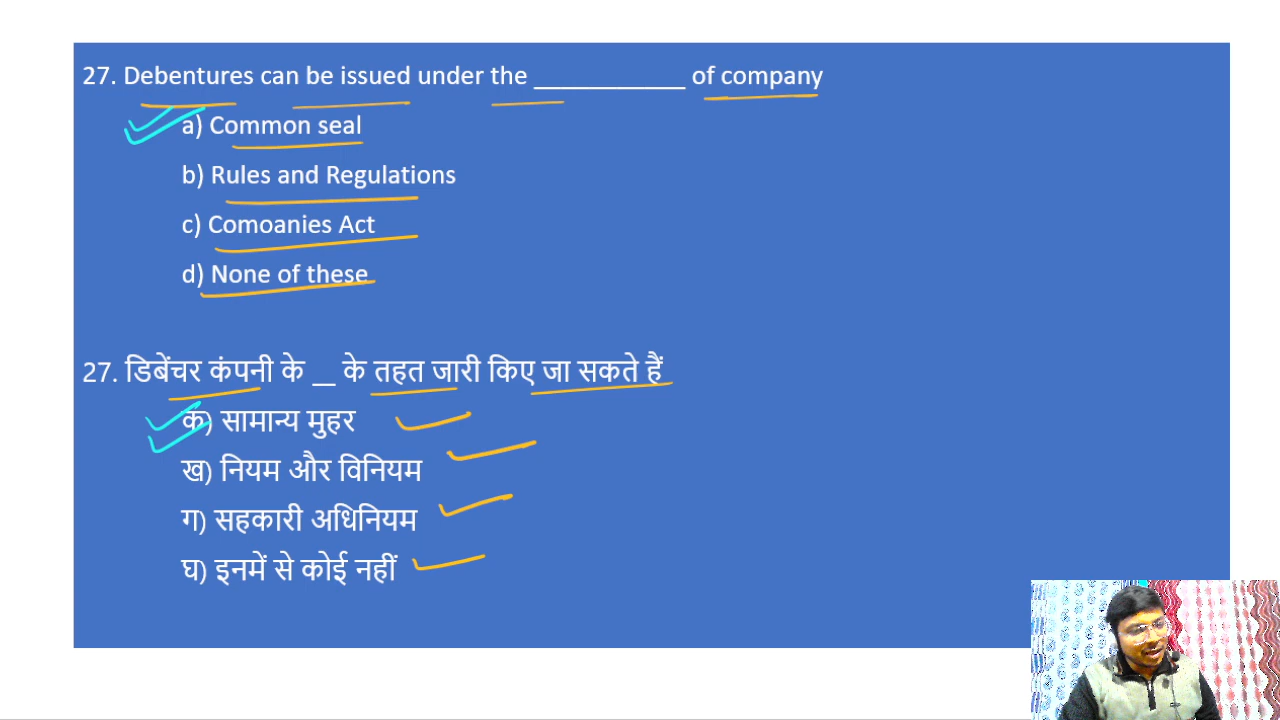 27. Debentures can be issued under the ____________ of company
a) Common seal
b) Rules and Regulations
c) Comoanies Act
d) None of these
27. डिबेंचर कंपनी के __ के तहत जारी किए जा सकते हैं
क) सामान्य मुहर
ख) नियम और विनियम
ग) सहकारी अधिनियम
घ) इनमें से कोई नहीं